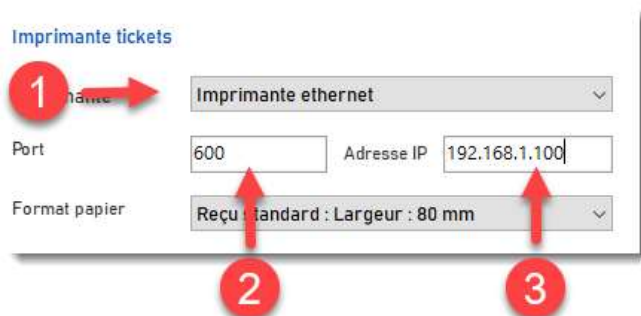 Imprimante tickets
1
Imprimante ethernet
Port 600 Adresse IP 192.168.1.100
Format papier Reçu standard : Largeur : 80 mm
2 3